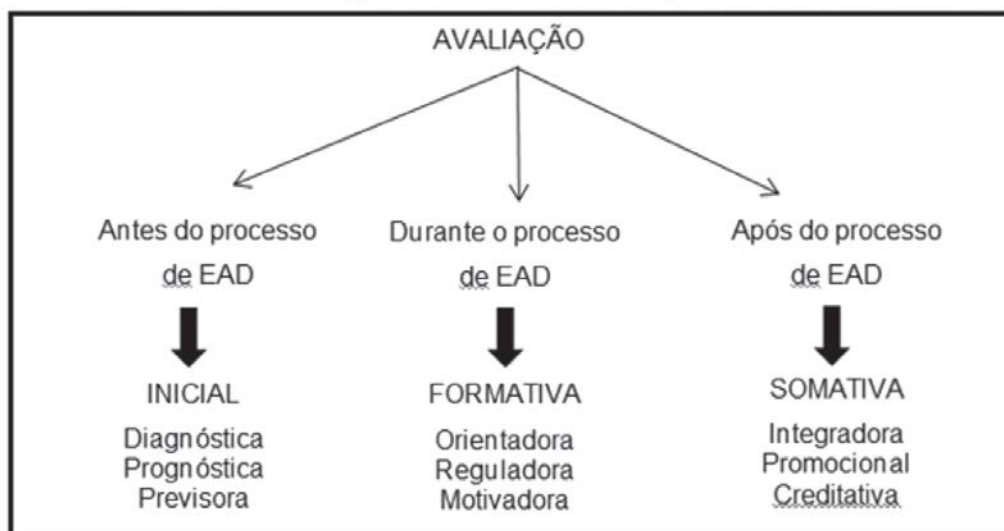 AVALIAÇÃO
Antes do processo
de EAD
Durante o processo
de EAD
Após do processo
de EAD
INICIAL
Diagnóstica
Prognóstica
Previsora
FORMATIVA
Orientadora
Reguladora
Motivadora
SOMATIVA
Integradora
Promocional
Creditativa